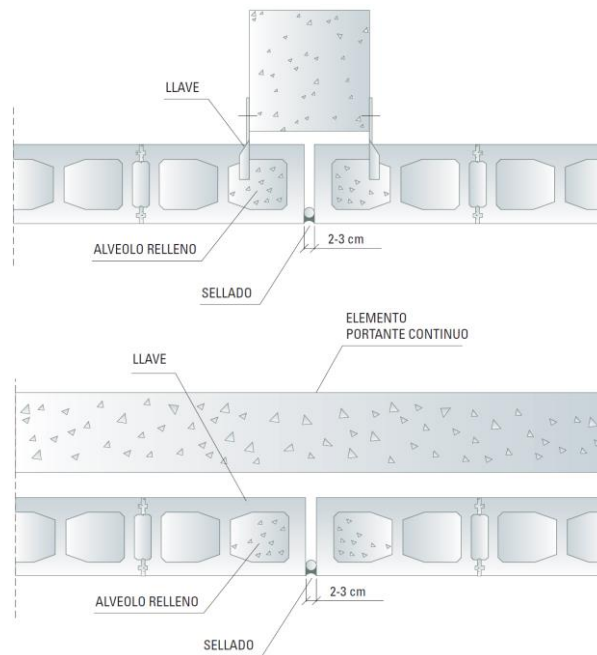 LLAVE
ALVEOLO RELLENO
2-3 cm
SELLADO
ELEMENTO
PORTANTE CONTINUO
LLAVE
ALVEOLO RELLENO
2-3 cm
SELLADO